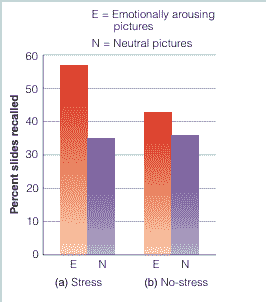 E = Emotionally arousing
pictures
N = Neutral pictures
Percent slides recalled
60
50
40
30
20
10
0
E N E N
(a) Stress (b) No-stress